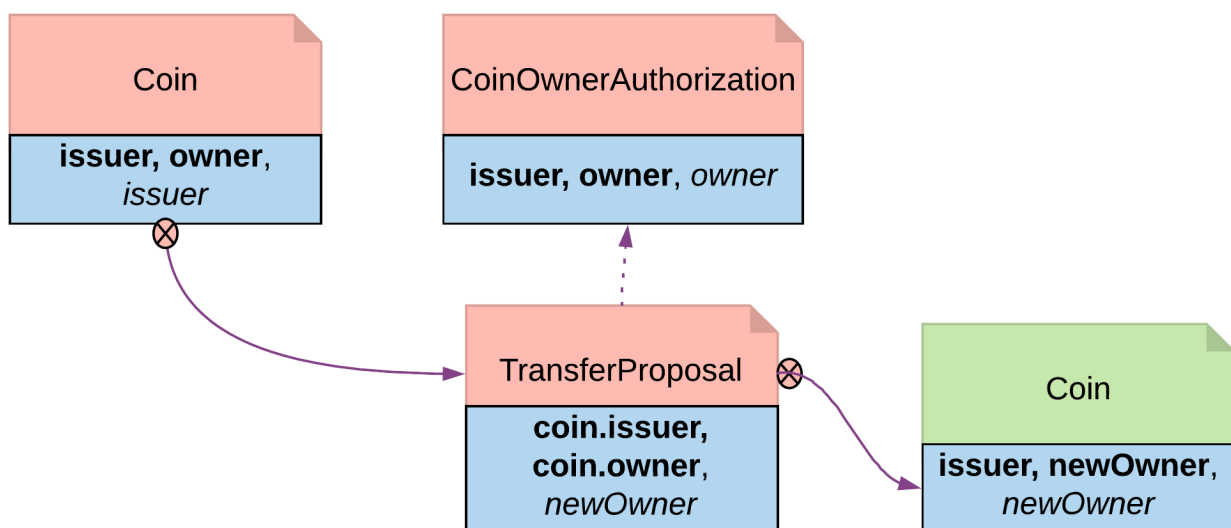 Coin
issuer, owner,
issuer
CoinOwnerAuthorization
issuer, owner, owner
TransferProposal
coin.issuer,
coin.owner,
newOwner
Coin
issuer, newOwner,
newOwner